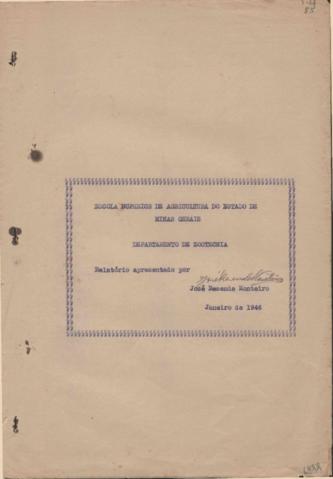 85
ESCOLA SUPERIOR DE AGRICULTURA DO ESTADO DE
MINAS GERAIS
DEPARTAMENTO DE ZOOTECNIA
Relatório apresentado por
José Resende Monteiro
Janeiro de 1946